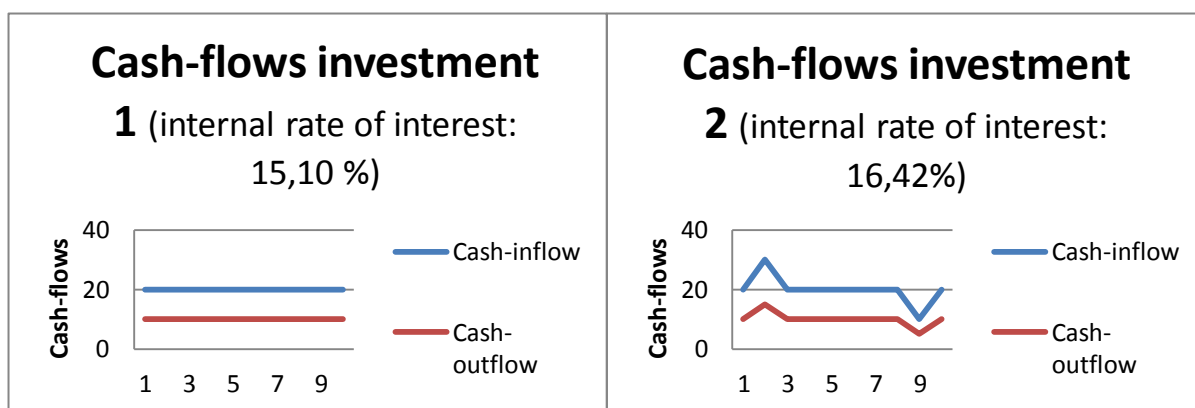 Cash-flows investment
1 (internal rate of interest:
15,10 %)
Cash-flows
40
20
0
1 3 5 7 9
Cash-inflow
Cash-
outflow
Cash-flows investment
2 (internal rate of interest:
16,42%)
Cash-flows
40
20
0
1 3 5 7 9
Cash-inflow
Cash-
outflow